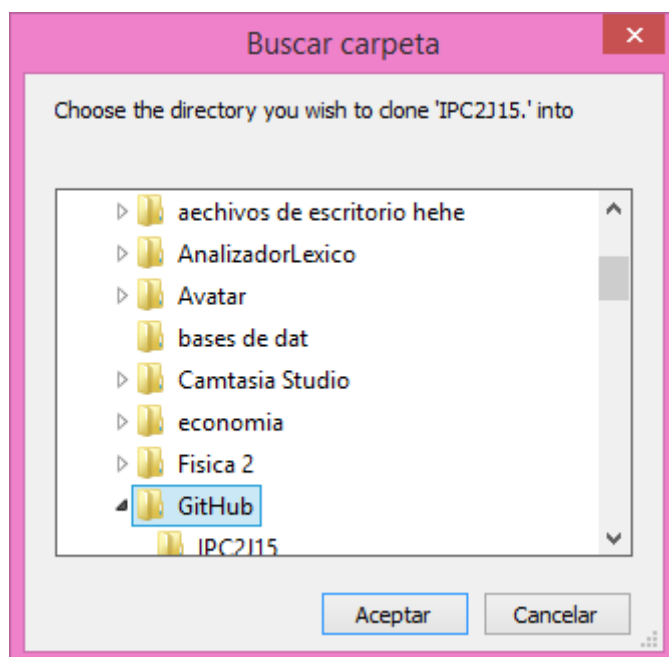 Buscar carpeta
Choose the directory you wish to clone 'IPC2J15.' into
aechivos de escritorio hehe
AnalizadorLexico
Avatar
bases de dat
Camtasia Studio
economia
Fisica 2
GitHub
IPC2J15
Aceptar
Cancelar